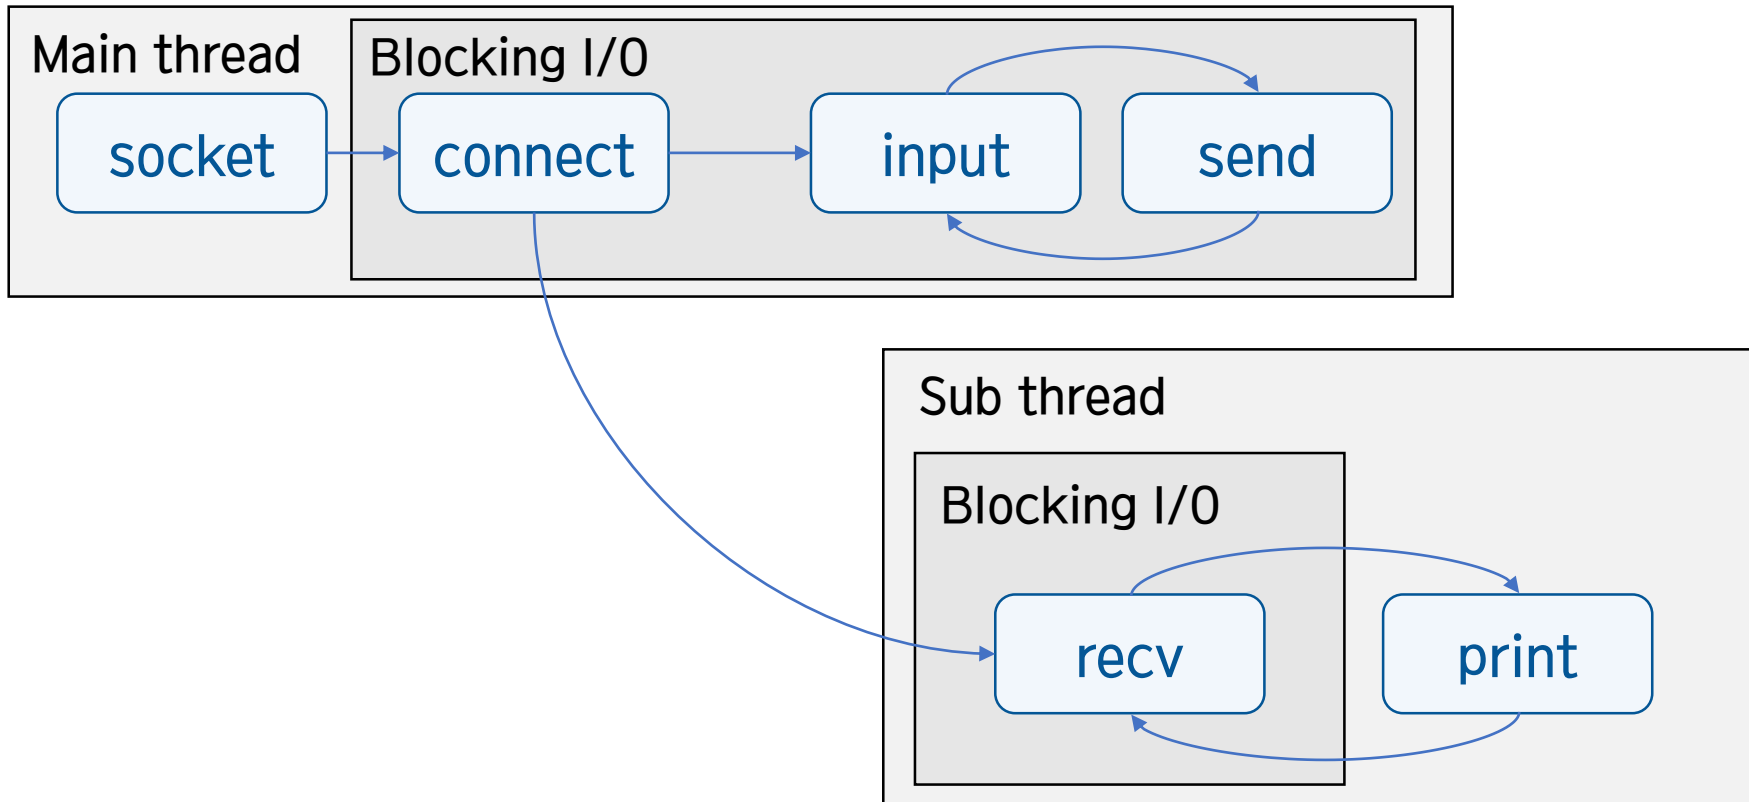 Main thread
Blocking I/O
socket
connect
input
send
Sub thread
Blocking I/O
recv
print